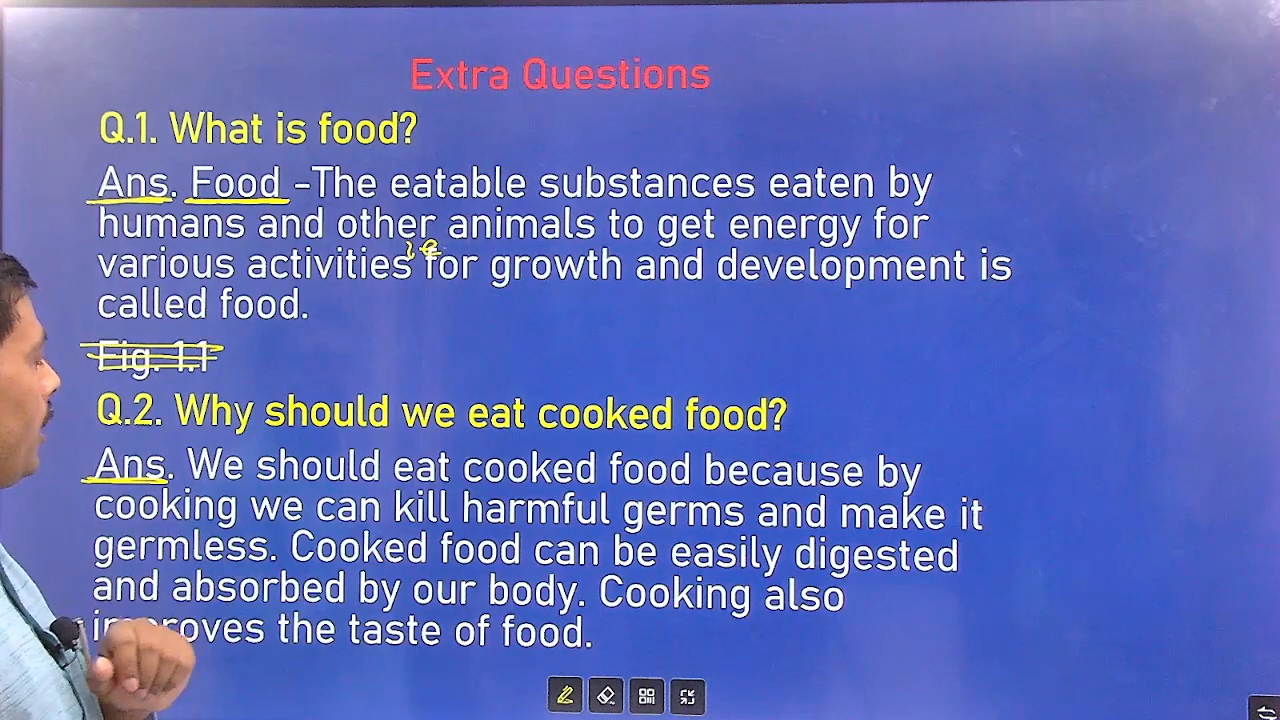 Extra Questions
Q.1. What is food?
Ans. Food -The eatable substances eaten by
humans and other animals to get energy for
various activities for growth and development is
called food.
Fig. 1.1
Q.2. Why should we eat cooked food?
Ans. We should eat cooked food because by
cooking we can kill harmful germs and make it
germless. Cooked food can be easily digested
and absorbed by our body. Cooking also
improves the taste of food.